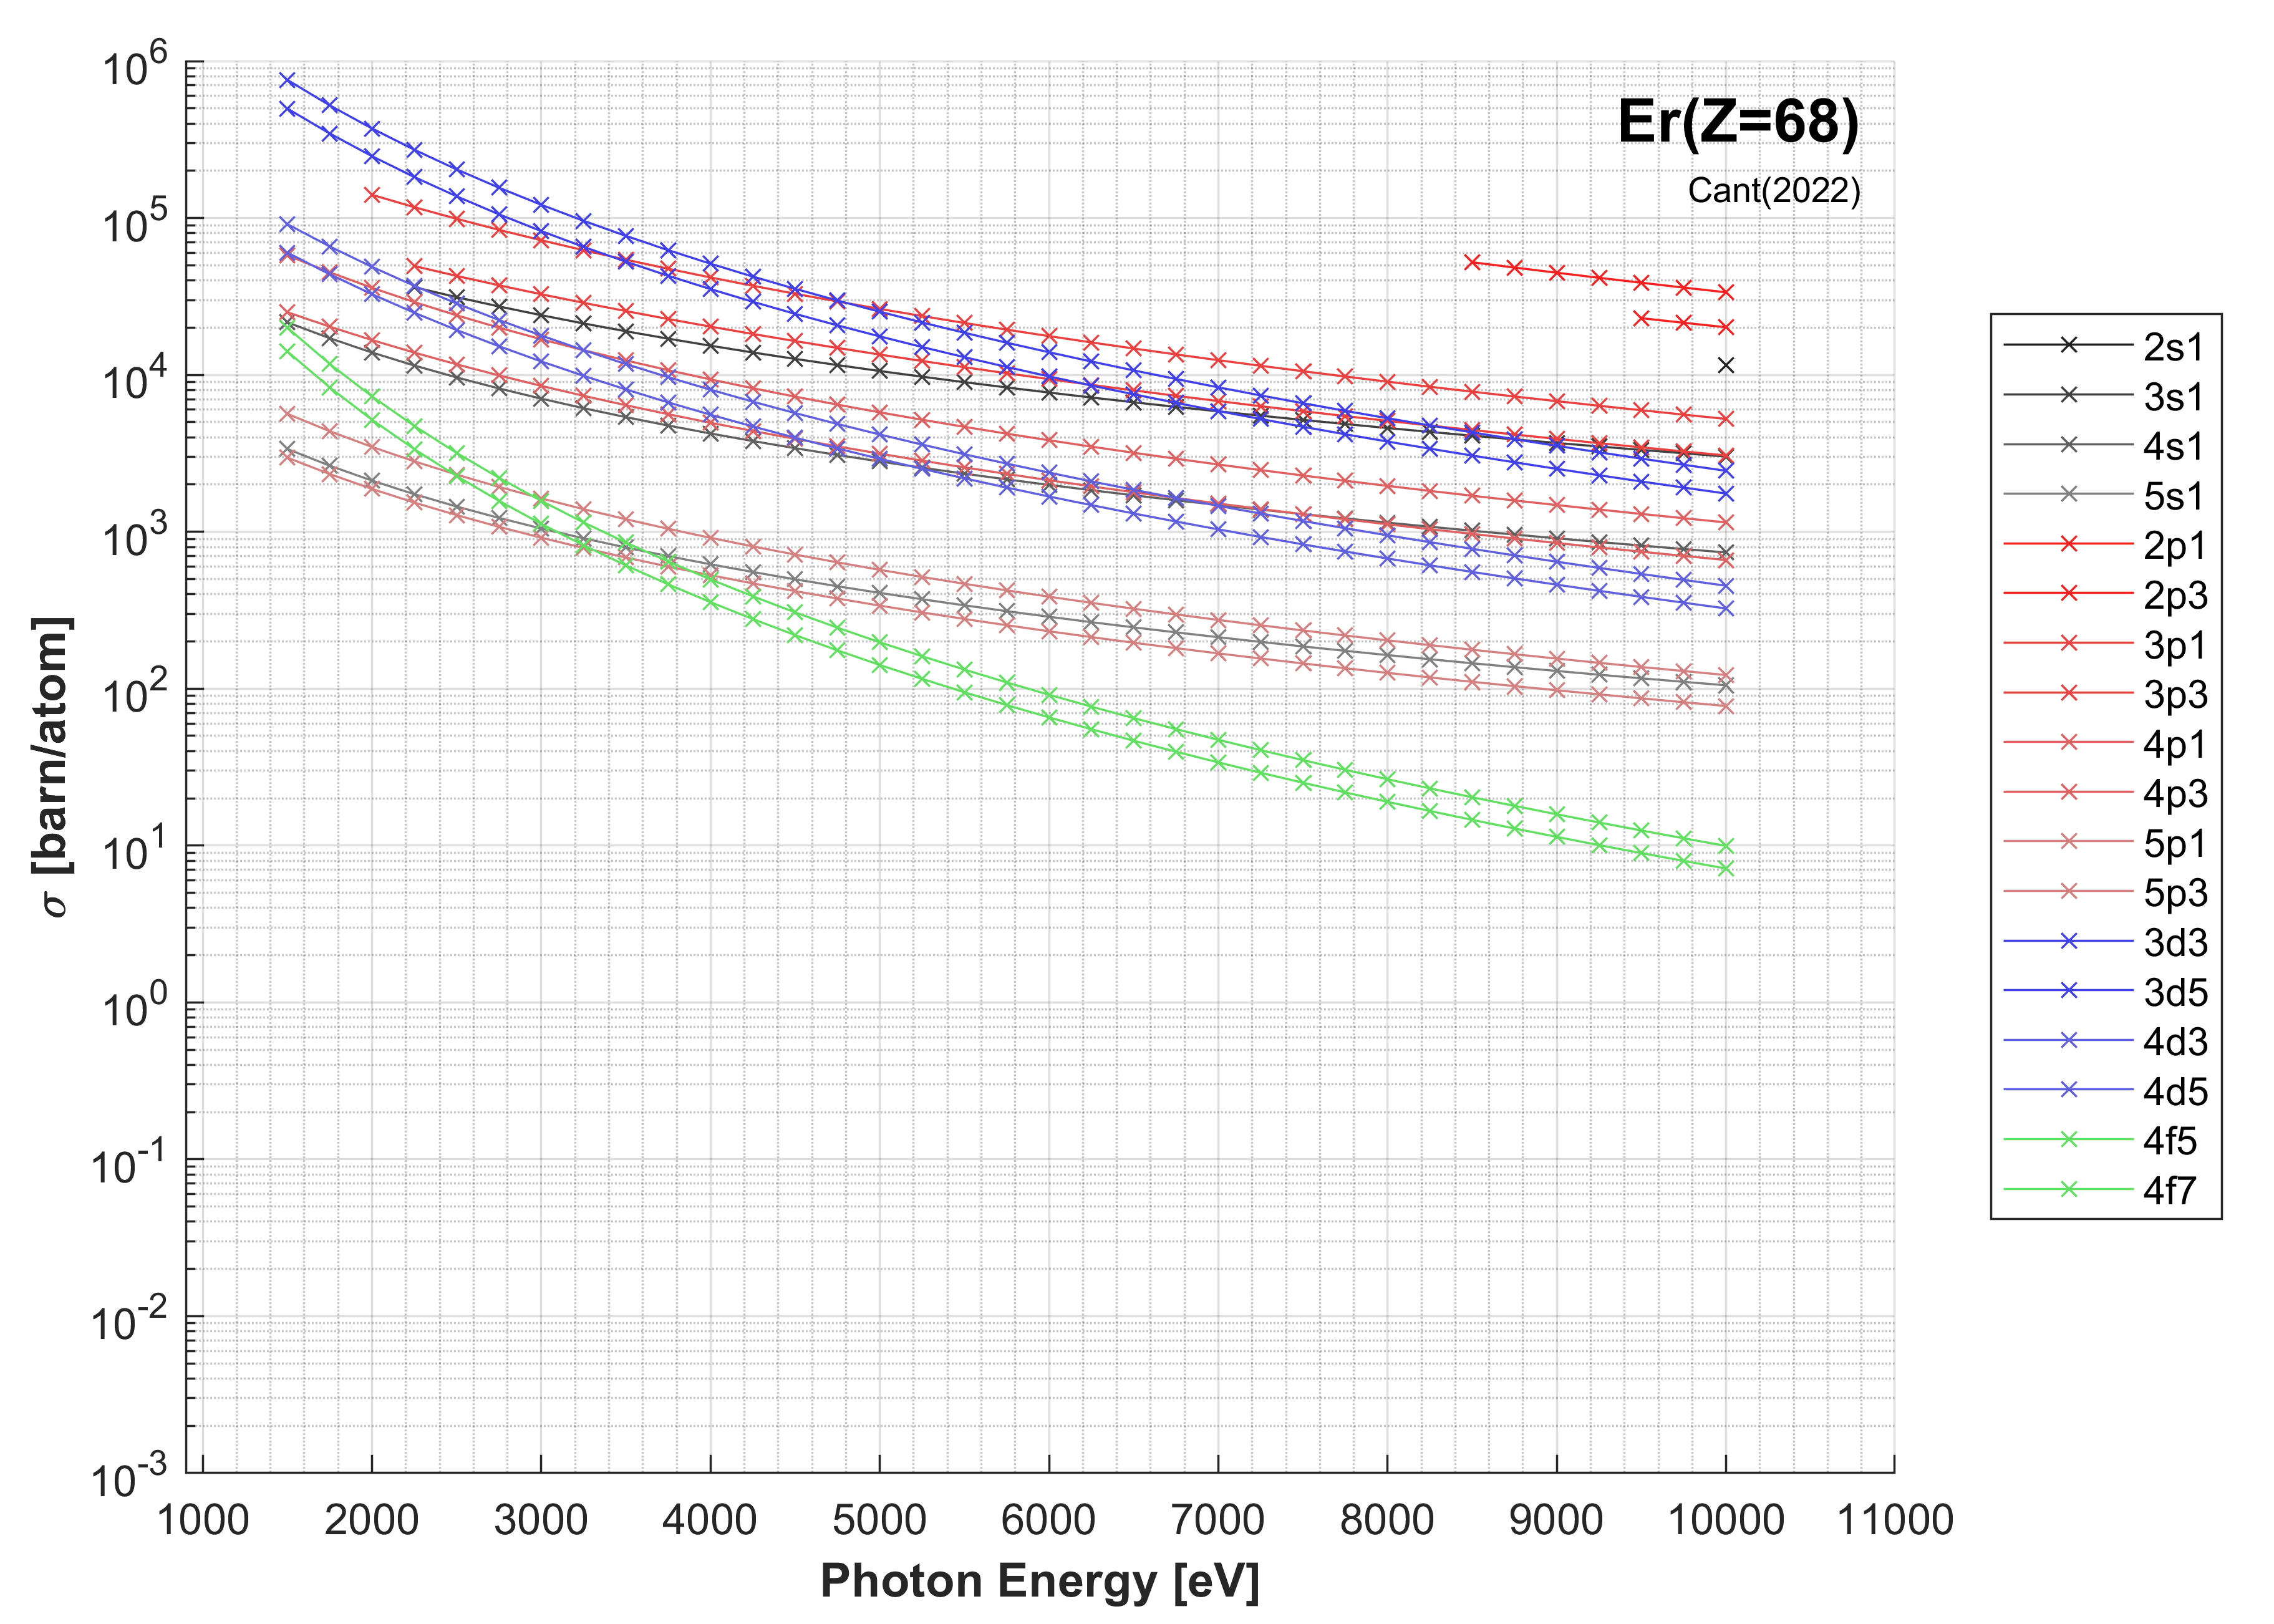 Er(Z=68)
Cant(2022)
10^6
10^5
10^4
10^3
10^2
10^1
10^0
10^-1
10^-2
10^-3
σ [barn/atom]
1000 2000 3000 4000 5000 6000 7000 8000 9000 10000 11000
Photon Energy [eV]
2s1
3s1
4s1
5s1
2p1
2p3
3p1
3p3
4p1
4p3
5p1
5p3
3d3
3d5
4d3
4d5
4f5
4f7